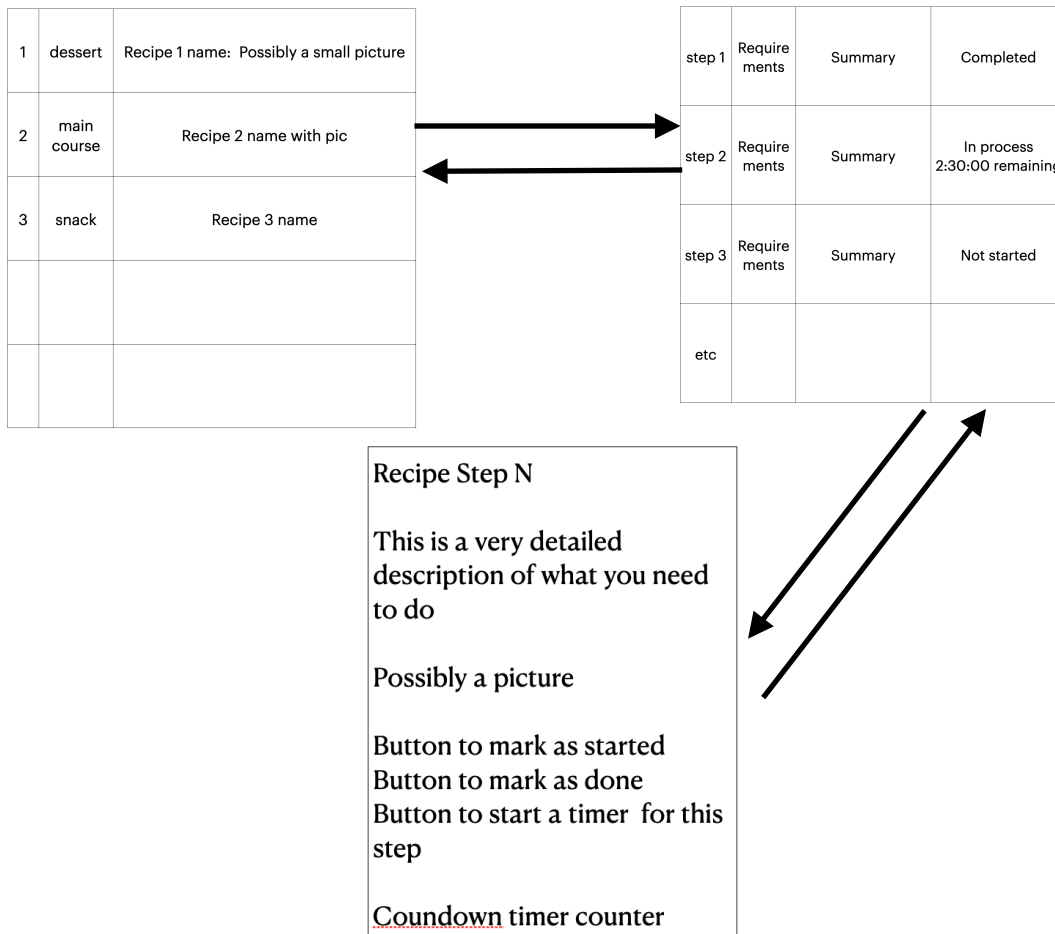 1 dessert Recipe 1 name: Possibly a small picture
2 main
course Recipe 2 name with pic
3 snack Recipe 3 name
step 1 Require
ments Summary Completed
step 2 Require
ments Summary In process
2:30:00 remaining
step 3 Require
ments Summary Not started
etc
Recipe Step N
This is a very detailed
description of what you need
to do
Possibly a picture
Button to mark as started
Button to mark as done
Button to start a timer for this
step
Coundown timer counter